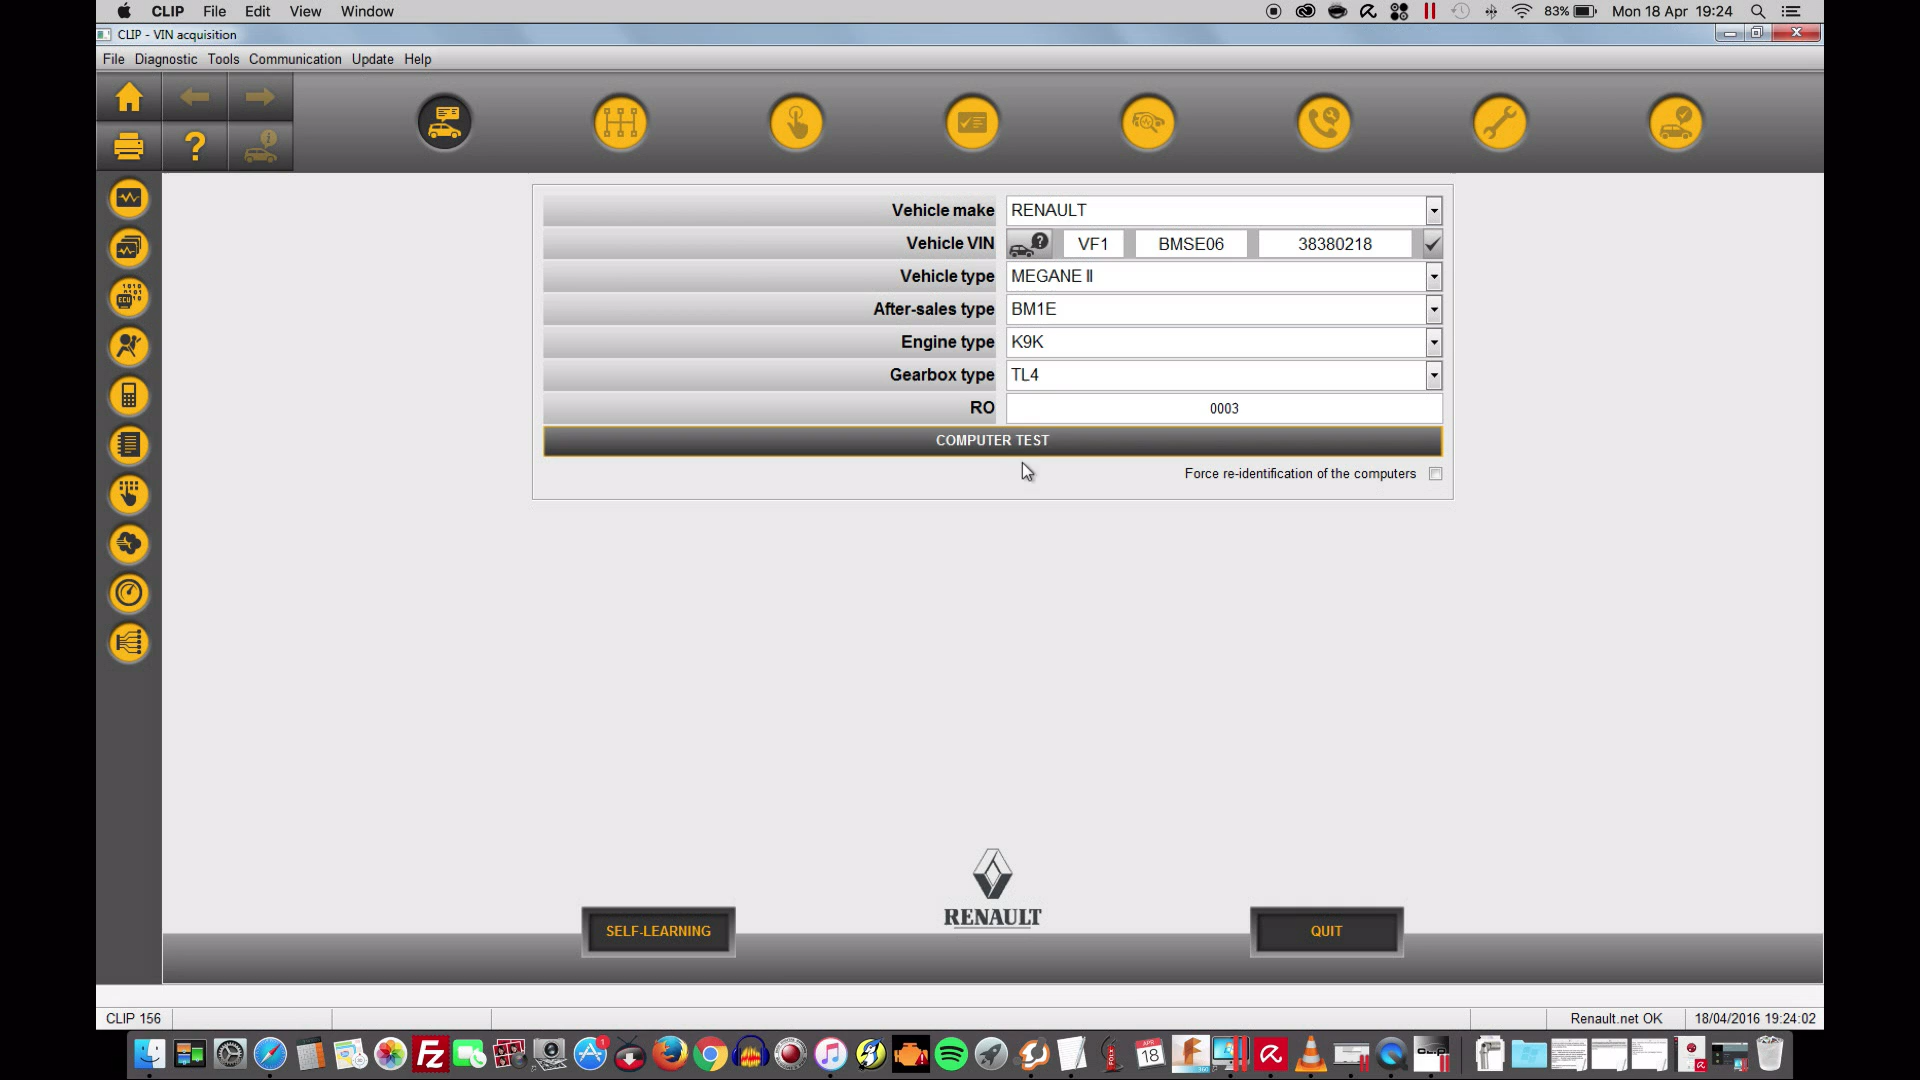 CLIP File Edit View Window 83% Mon 18 Apr 19:24
CLIP - VIN acquisition
File Diagnostic Tools Communication Update Help
Vehicle make RENAULT
Vehicle VIN VF1 BMSE06 38380218
Vehicle type MEGANE II
After-sales type BM1E
Engine type K9K
Gearbox type TL4
RO 0003
COMPUTER TEST
Force re-identification of the computers
RENAULT
SELF-LEARNING QUIT
CLIP 156 Renault.net OK 18/04/2016 19:24:02
APR
18